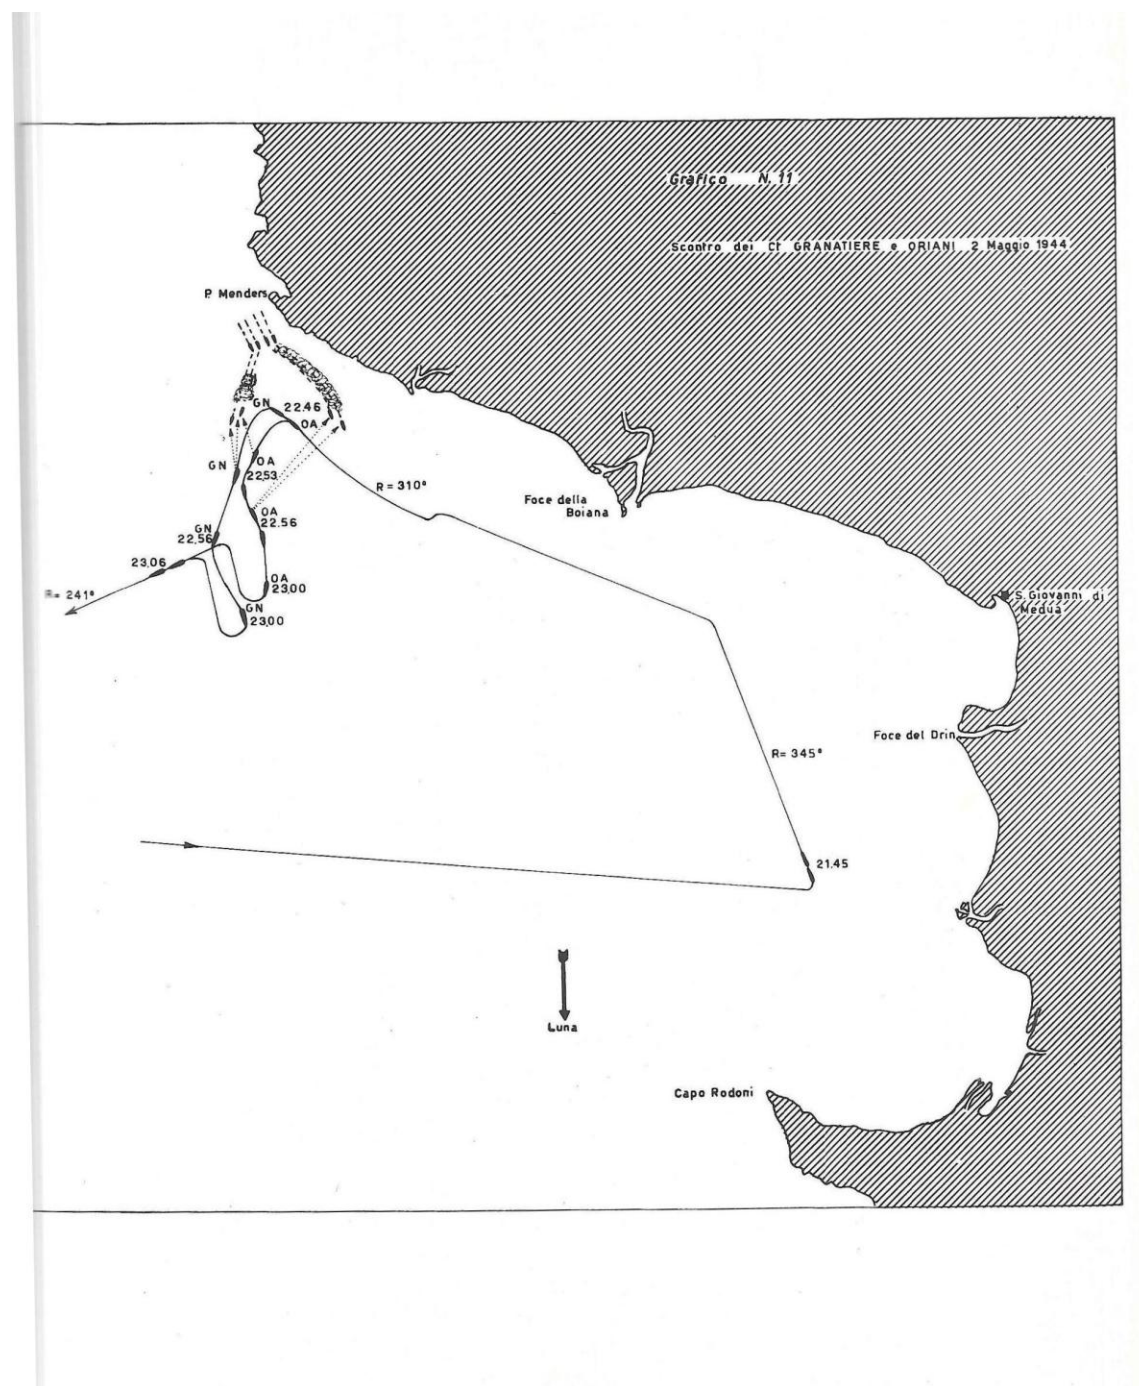 Grafico N. 11
Scontro dei Ct GRANATIERE e ORIANI 2 Maggio 1944
P. Menders
GN
22.46
OA
GN
OA
22.53
R = 310°
Foce della
Boiana
OA
22.56
GN
22.56
23.06
R= 241°
OA
23.00
GN
23.00
S. Giovanni di
Medua
Foce del Drin
R= 345°
21.45
Luna
Capo Rodoni